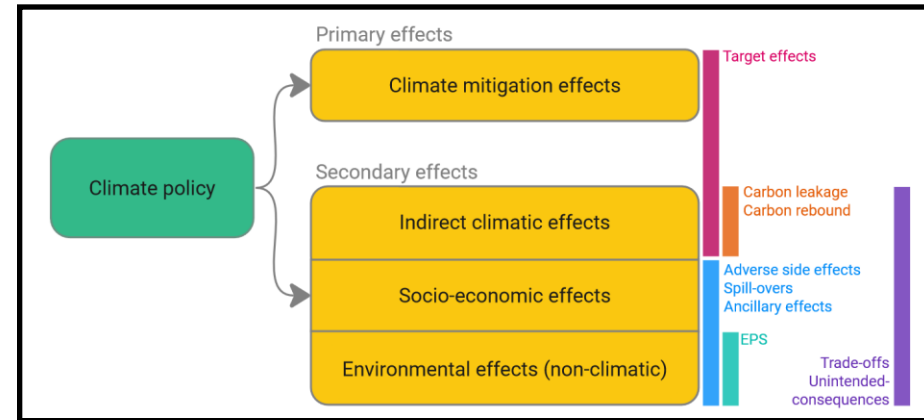 Primary effects
Climate mitigation effects
Target effects
Climate policy
Secondary effects
Indirect climatic effects
Carbon leakage
Carbon rebound
Socio-economic effects
Adverse side effects
Spill-overs
Ancillary effects
Environmental effects (non-climatic)
EPS
Trade-offs
Unintended-
consequences